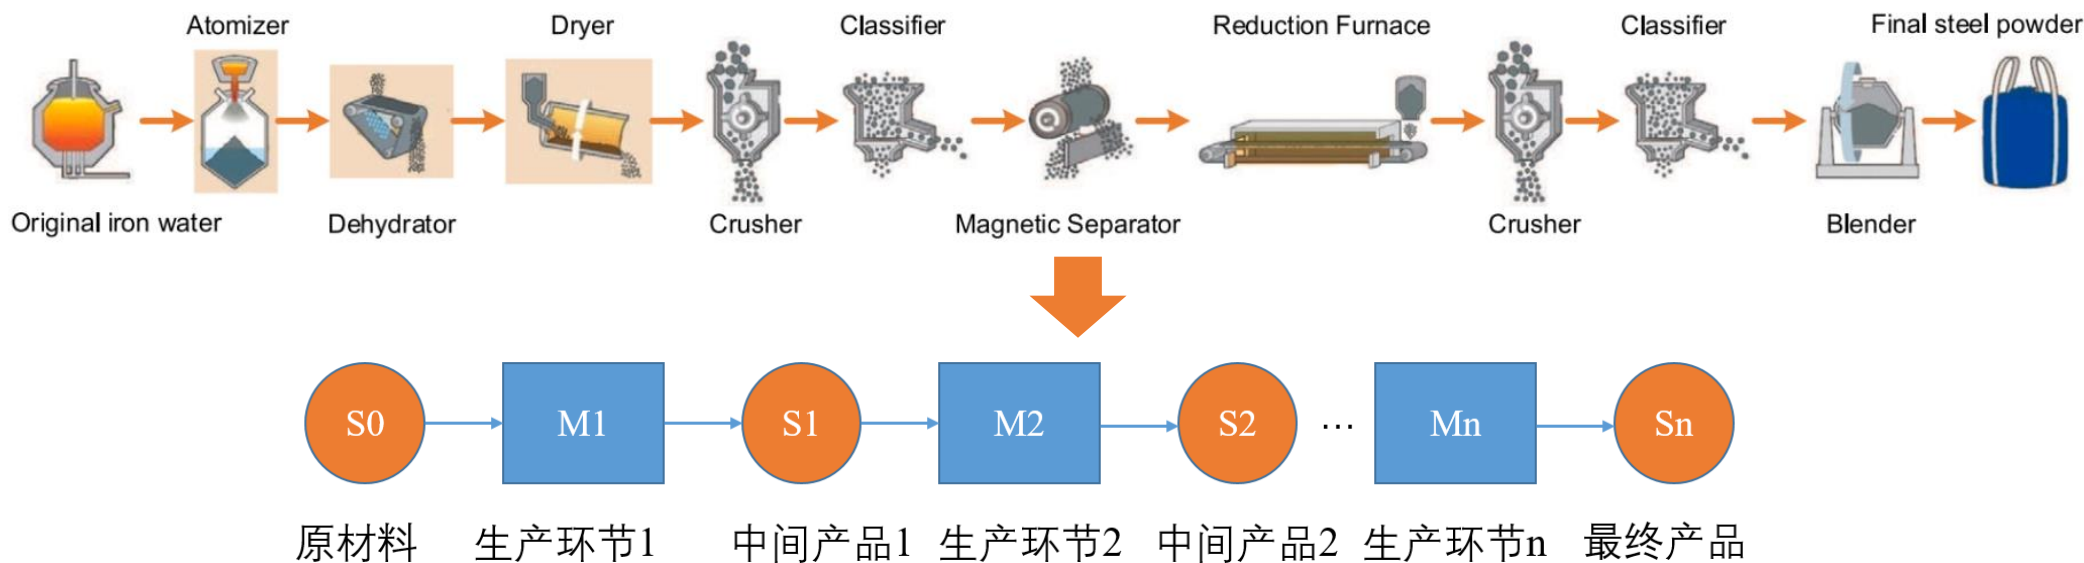 Atomizer
Dryer
Classifier
Reduction Furnace
Classifier
Final steel powder
Original iron water
Dehydrator
Crusher
Magnetic Separator
Crusher
Blender
S0
M1
S1
M2
S2
...
Mn
Sn
原材料
生产环节1
中间产品1
生产环节2
中间产品2
生产环节n
最终产品